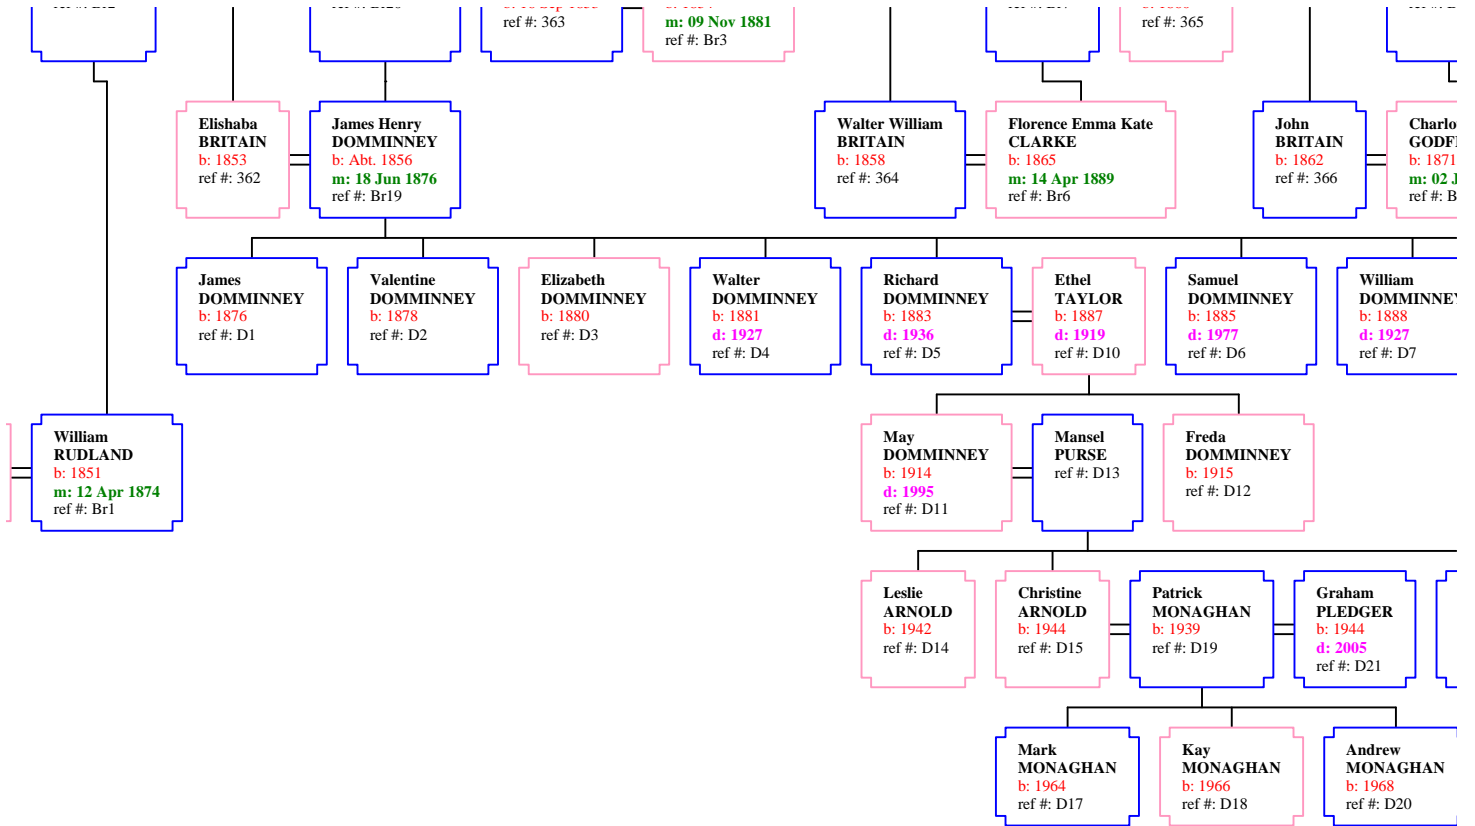 ref #: 363
m: 09 Nov 1881
ref #: Br3
ref #: 365
Elishaba
BRITAIN
b: 1853
ref #: 362
James Henry
DOMMINNEY
b: Abt. 1856
m: 18 Jun 1876
ref #: Br19
Walter William
BRITAIN
b: 1858
ref #: 364
Florence Emma Kate
CLARKE
b: 1865
m: 14 Apr 1889
ref #: Br6
John
BRITAIN
b: 1862
ref #: 366
b: 1871
m: 02
ref #:
James
DOMMINNEY
b: 1876
ref #: D1
Valentine
DOMMINNEY
b: 1878
ref #: D2
Elizabeth
DOMMINNEY
b: 1880
ref #: D3
Walter
DOMMINNEY
b: 1881
d: 1927
ref #: D4
Richard
DOMMINNEY
b: 1883
d: 1936
ref #: D5
Ethel
TAYLOR
b: 1887
d: 1919
ref #: D10
Samuel
DOMMINNEY
b: 1885
d: 1977
ref #: D6
William
DOMMINNEY
b: 1888
d: 1927
ref #: D7
William
RUDLAND
b: 1851
m: 12 Apr 1874
ref #: Br1
May
DOMMINNEY
b: 1914
d: 1995
ref #: D11
Mansel
PURSE
ref #: D13
Freda
DOMMINNEY
b: 1915
ref #: D12
Leslie
ARNOLD
b: 1942
ref #: D14
Christine
ARNOLD
b: 1944
ref #: D15
Patrick
MONAGHAN
b: 1939
ref #: D19
Graham
PLEDGER
b: 1944
d: 2005
ref #: D21
Mark
MONAGHAN
b: 1964
ref #: D17
Kay
MONAGHAN
b: 1966
ref #: D18
Andrew
MONAGHAN
b: 1968
ref #: D20